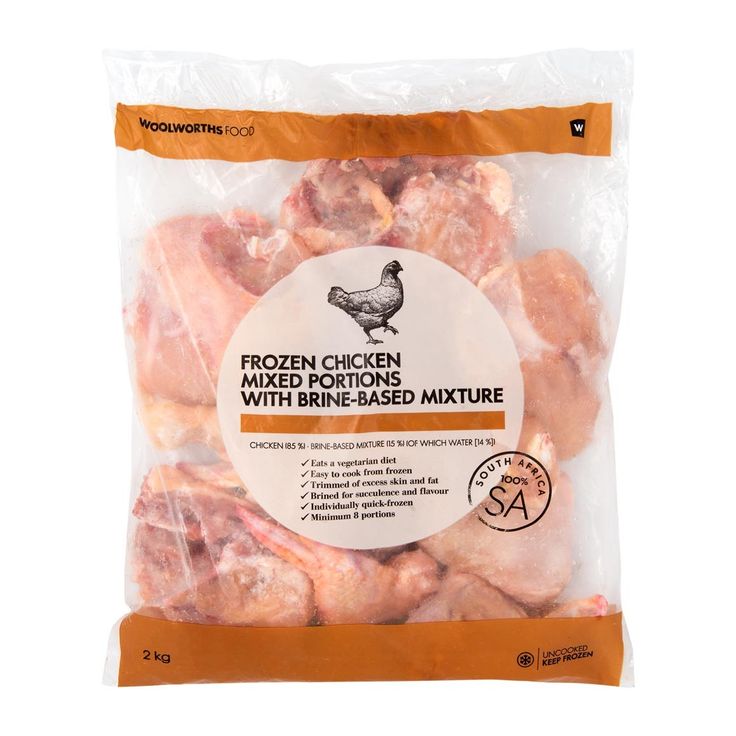 WOOLWORTHS FOOD
W
FROZEN CHICKEN
MIXED PORTIONS
WITH BRINE-BASED MIXTURE
CHICKEN (85 %) · BRINE-BASED MIXTURE (15 %) (OF WHICH WATER [14 %])
✓ Eats a vegetarian diet
✓ Easy to cook from frozen
✓ Trimmed of excess skin and fat
✓ Brined for succulence and flavour
✓ Individually quick-frozen
✓ Minimum 8 portions
SOUTH AFRICA
100%
SA
2 kg
UNCOOKED
KEEP FROZEN